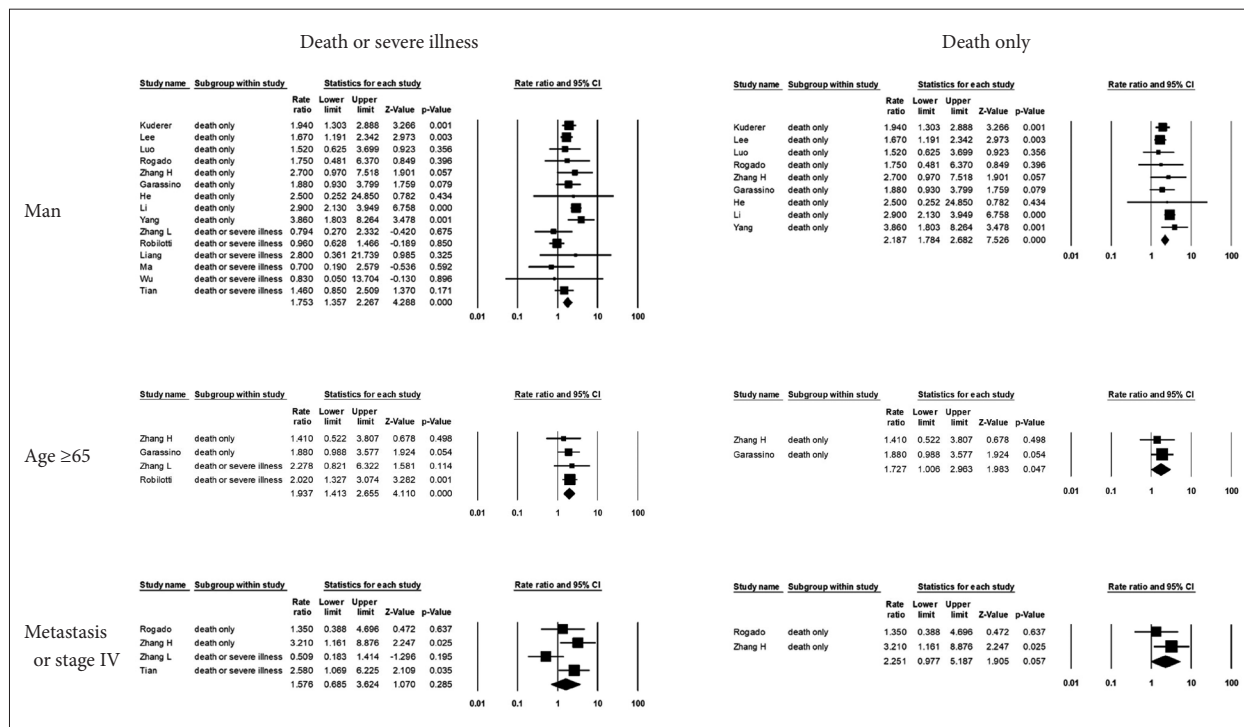 Death or severe illness
Death only
Man
Study name Subgroup within study Statistics for each study Rate ratio and 95% CI
Rate Lower Upper
ratio limit limit Z-Value p-Value
Kuderer death only 1.940 1.303 2.888 3.266 0.001
Lee death only 1.670 1.191 2.342 2.973 0.003
Luo death only 1.520 0.625 3.699 0.923 0.356
Rogado death only 1.750 0.481 6.370 0.849 0.396
Zhang H death only 2.700 0.970 7.518 1.901 0.057
Garassino death only 1.880 0.930 3.799 1.759 0.079
He death only 2.500 0.252 24.850 0.782 0.434
Li death only 2.900 2.130 3.949 6.758 0.000
Yang death only 3.860 1.803 8.264 3.478 0.001
Zhang L death or severe illness 0.794 0.270 2.332 -0.420 0.675
Robilotti death or severe illness 0.960 0.628 1.466 -0.189 0.850
Liang death or severe illness 2.800 0.361 21.739 0.985 0.325
Ma death or severe illness 0.700 0.190 2.579 -0.536 0.592
Wu death or severe illness 0.830 0.050 13.704 -0.130 0.896
Tian death or severe illness 1.460 0.850 2.509 1.370 0.171
1.753 1.357 2.267 4.288 0.000
0.01 0.1 1 10 100
Study name Subgroup within study Statistics for each study Rate ratio and 95% CI
Rate Lower Upper
ratio limit limit Z-Value p-Value
Kuderer death only 1.940 1.303 2.888 3.266 0.001
Lee death only 1.670 1.191 2.342 2.973 0.003
Luo death only 1.520 0.625 3.699 0.923 0.356
Rogado death only 1.750 0.481 6.370 0.849 0.396
Zhang H death only 2.700 0.970 7.518 1.901 0.057
Garassino death only 1.880 0.930 3.799 1.759 0.079
He death only 2.500 0.252 24.850 0.782 0.434
Li death only 2.900 2.130 3.949 6.758 0.000
Yang death only 3.860 1.803 8.264 3.478 0.001
2.187 1.784 2.682 7.526 0.000
0.01 0.1 1 10 100
Age ≥65
Study name Subgroup within study Statistics for each study Rate ratio and 95% CI
Rate Lower Upper
ratio limit limit Z-Value p-Value
Zhang H death only 1.410 0.522 3.807 0.678 0.498
Garassino death only 1.880 0.988 3.577 1.924 0.054
Zhang L death or severe illness 2.278 0.821 6.322 1.581 0.114
Robilotti death or severe illness 2.020 1.327 3.074 3.282 0.001
1.937 1.413 2.655 4.110 0.000
0.01 0.1 1 10 100
Study name Subgroup within study Statistics for each study Rate ratio and 95% CI
Rate Lower Upper
ratio limit limit Z-Value p-Value
Zhang H death only 1.410 0.522 3.807 0.678 0.498
Garassino death only 1.880 0.988 3.577 1.924 0.054
1.727 1.006 2.963 1.983 0.047
0.01 0.1 1 10 100
Metastasis
or stage IV
Study name Subgroup within study Statistics for each study Rate ratio and 95% CI
Rate Lower Upper
ratio limit limit Z-Value p-Value
Rogado death only 1.350 0.388 4.696 0.472 0.637
Zhang H death only 3.210 1.161 8.876 2.247 0.025
Zhang L death or severe illness 0.509 0.183 1.414 -1.296 0.195
Tian death or severe illness 2.580 1.069 6.225 2.109 0.035
1.576 0.685 3.624 1.070 0.285
0.01 0.1 1 10 100
Study name Subgroup within study Statistics for each study Rate ratio and 95% CI
Rate Lower Upper
ratio limit limit Z-Value p-Value
Rogado death only 1.350 0.388 4.696 0.472 0.637
Zhang H death only 3.210 1.161 8.876 2.247 0.025
2.251 0.977 5.187 1.905 0.057
0.01 0.1 1 10 100